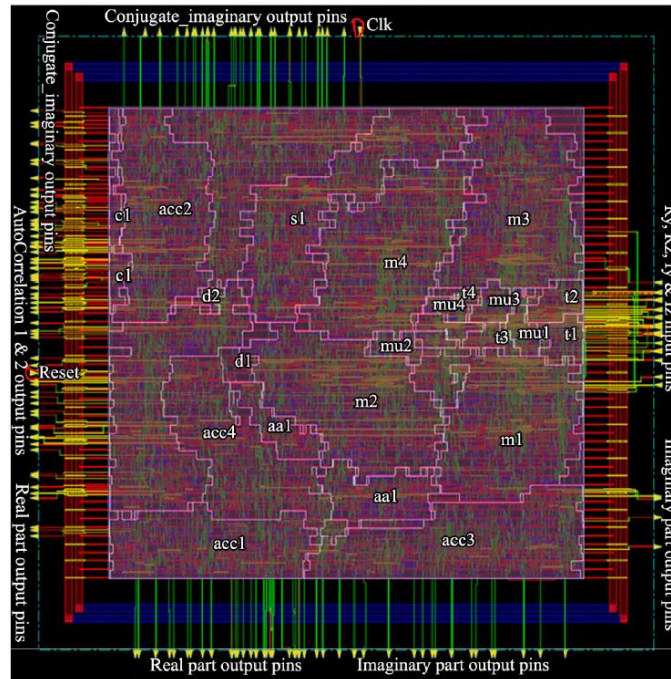 Conjugate_imaginary output pins
Clk
Conjugate_imaginary output pins
AutoCorrelation 1 & 2 output pins
Reset
Real part output pins
c1
acc2
s1
m3
m4
c1
d2
t4
mu4
mu3
t2
mu2
t3
mu1
t1
d1
m2
acc4
aa1
m1
aa1
acc1
acc3
input pins
Imaginary part output pins
Real part output pins
Imaginary part output pins